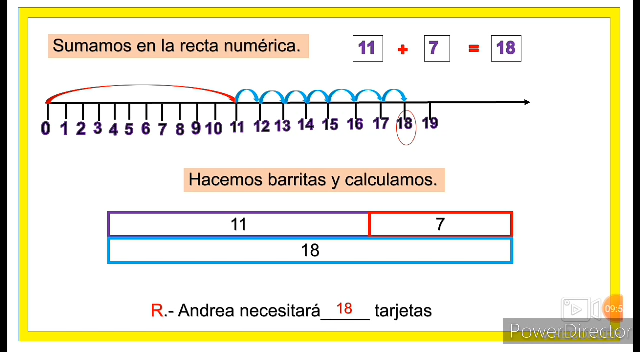 Sumamos en la recta numérica.
11 + 7 = 18
0 1 2 3 4 5 6 7 8 9 10 11 12 13 14 15 16 17 18 19
Hacemos barritas y calculamos.
11 7
18
R.- Andrea necesitará 18 tarjetas
PowerDirector